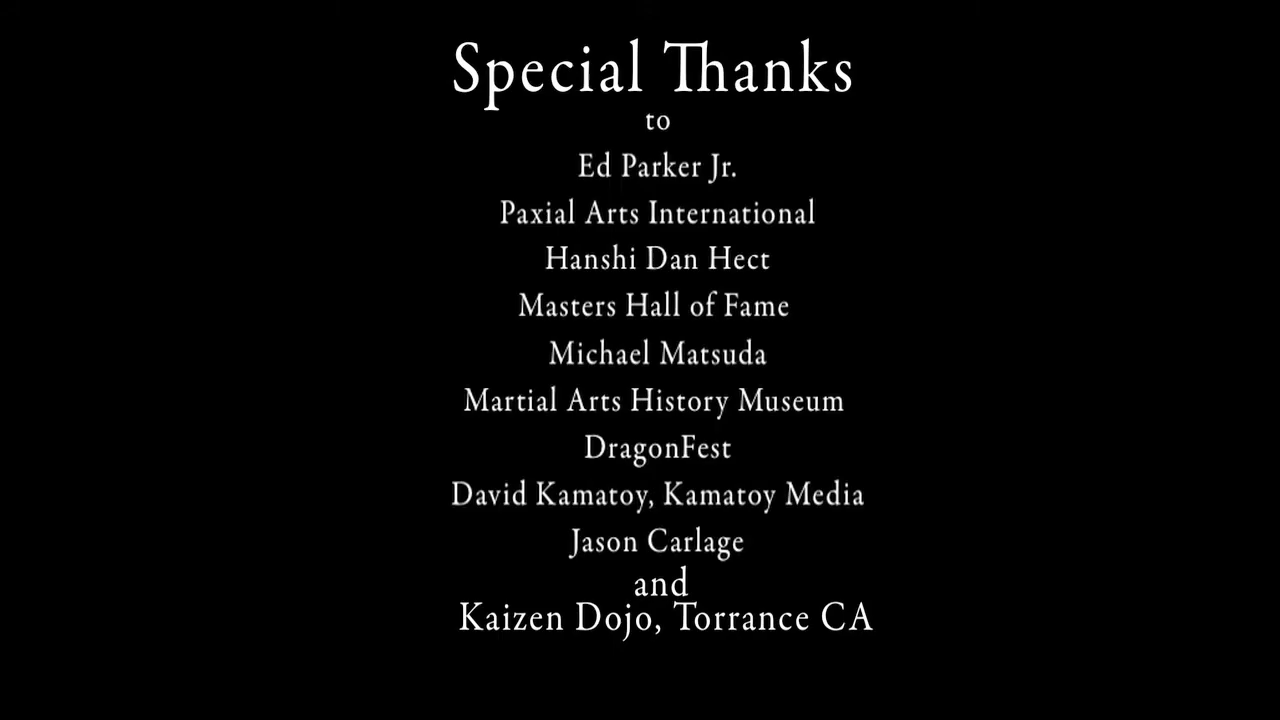 Special Thanks
to
Ed Parker Jr.
Paxial Arts International
Hanshi Dan Hect
Masters Hall of Fame
Michael Matsuda
Martial Arts History Museum
DragonFest
David Kamatoy, Kamatoy Media
Jason Carlage
and
Kaizen Dojo, Torrance CA